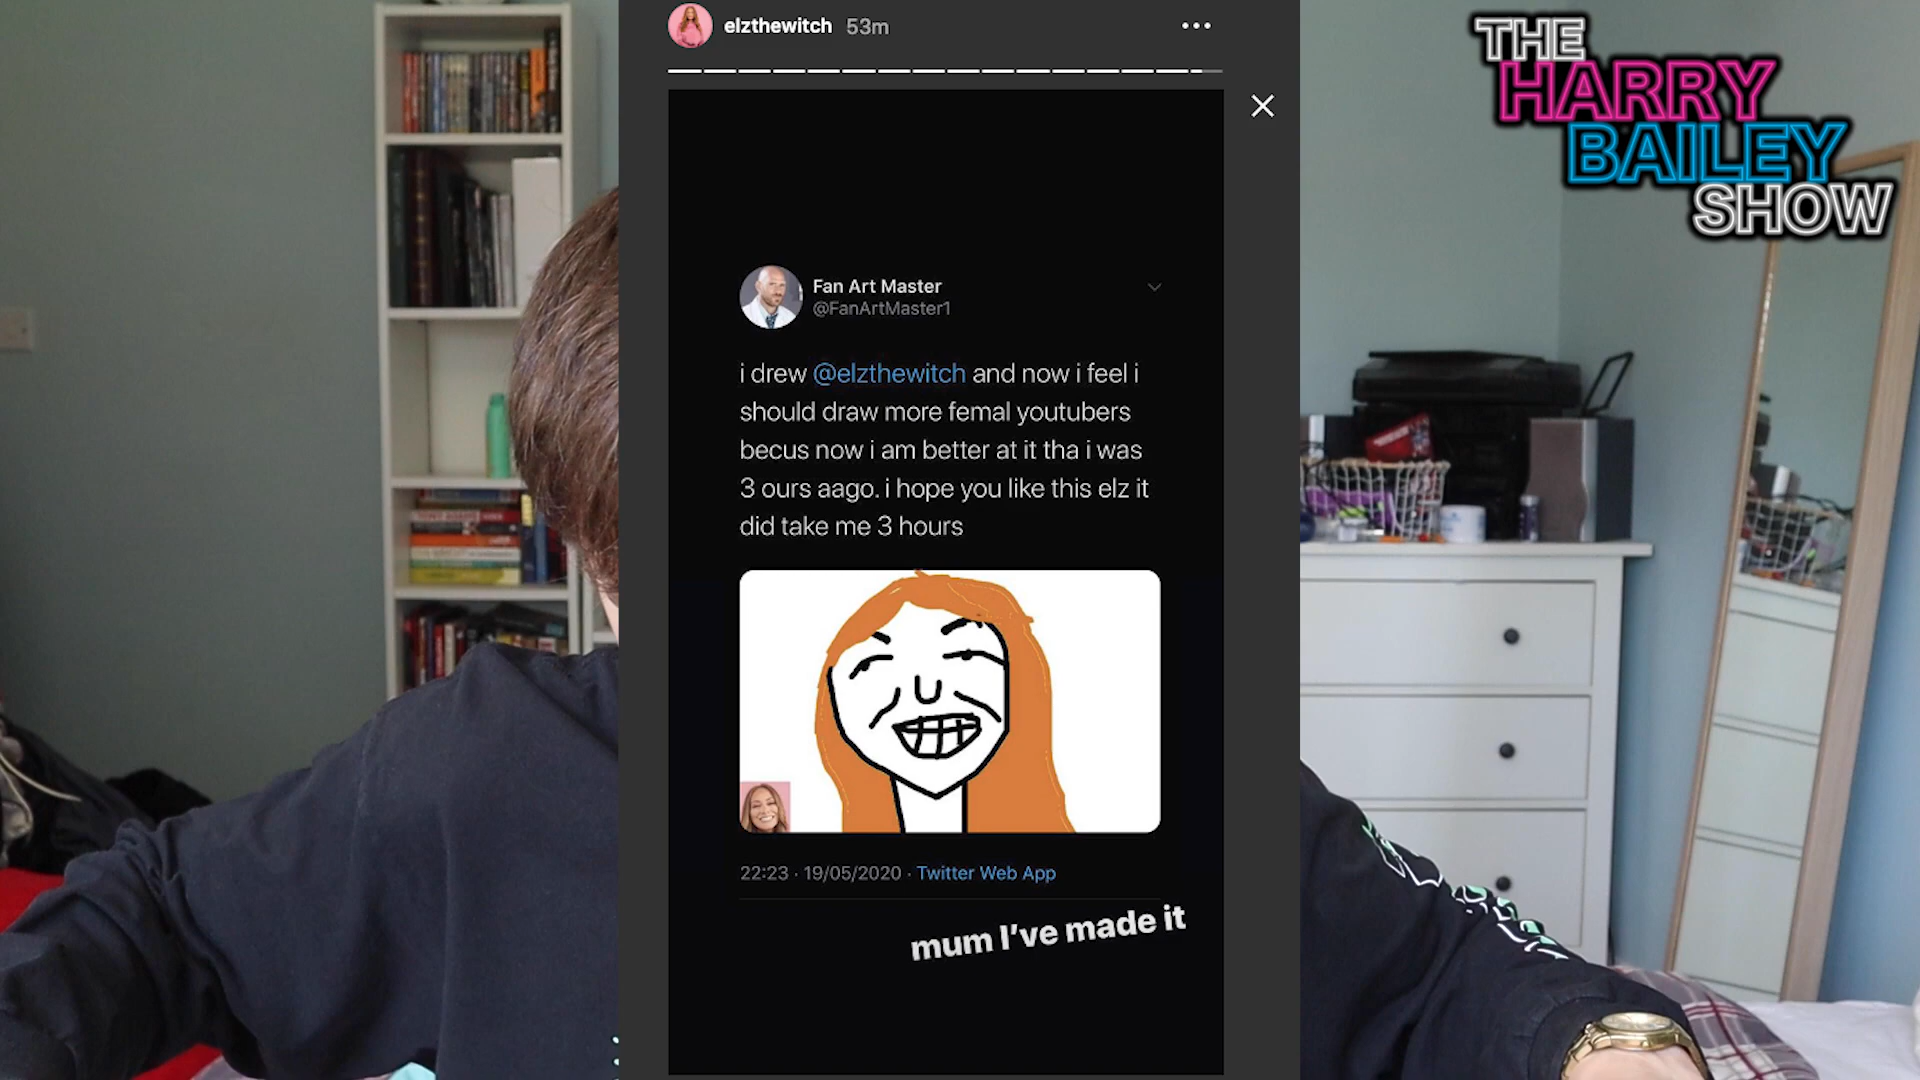 elzthewitch 53m
THE
HARRY
BAILEY
SHOW
Fan Art Master
@FanArtMaster1
i drew @elzthewitch and now i feel i
should draw more femal youtubers
becus now i am better at it tha i was
3 ours aago. i hope you like this elz it
did take me 3 hours
22:23 · 19/05/2020 · Twitter Web App
mum I've made it